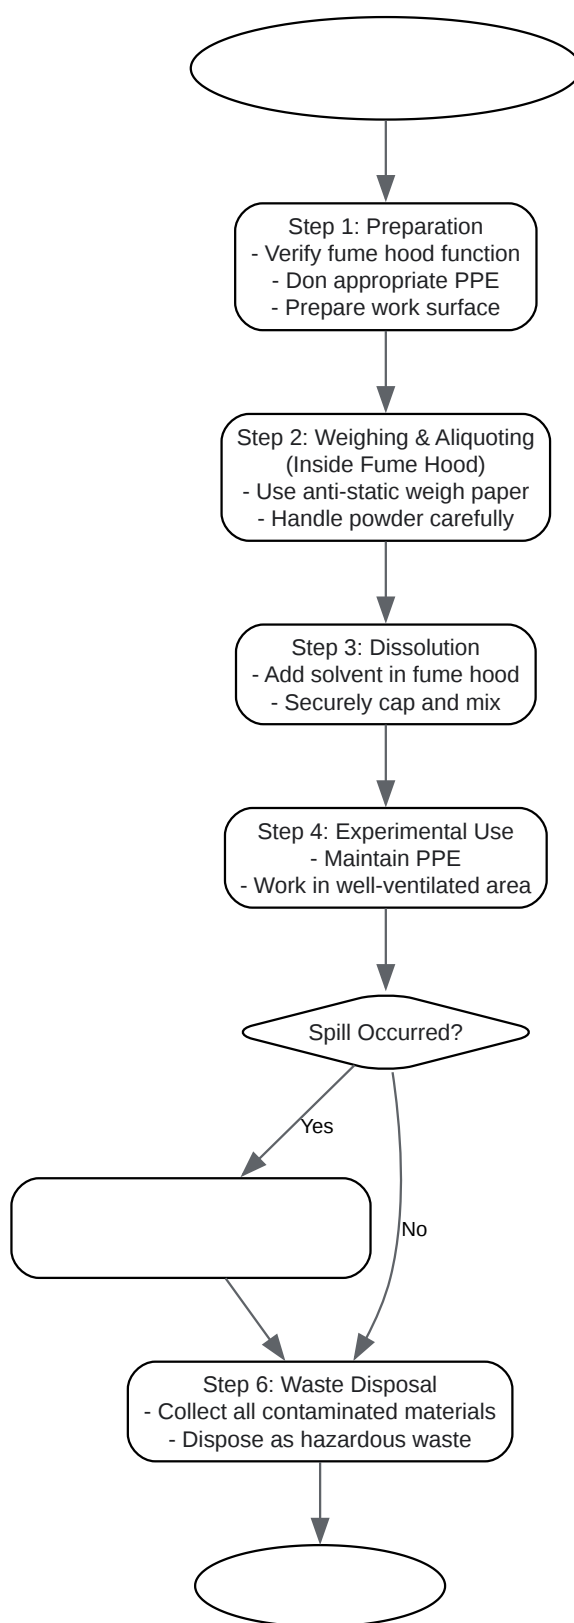 Step 1: Preparation
- Verify fume hood function
- Don appropriate PPE
- Prepare work surface
Step 2: Weighing & Aliquoting
(Inside Fume Hood)
- Use anti-static weigh paper
- Handle powder carefully
Step 3: Dissolution
- Add solvent in fume hood
- Securely cap and mix
Step 4: Experimental Use
- Maintain PPE
- Work in well-ventilated area
Spill Occurred?
Yes
No
Step 6: Waste Disposal
- Collect all contaminated materials
- Dispose as hazardous waste